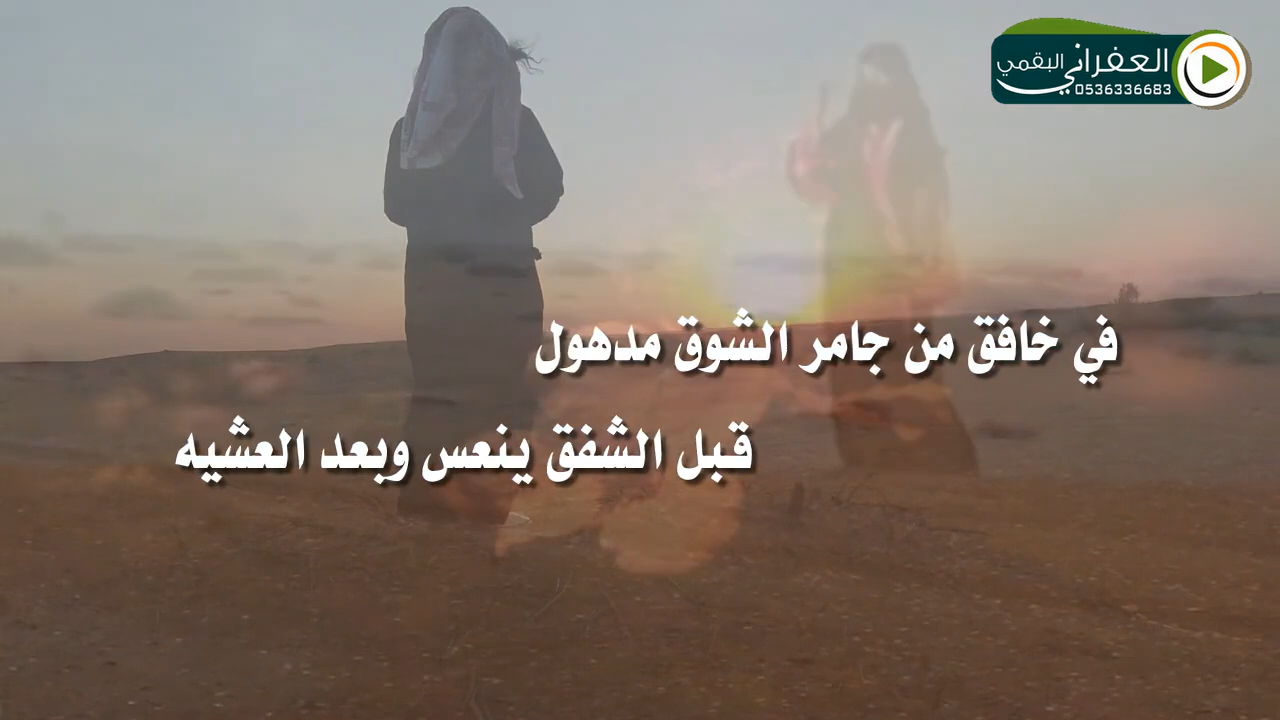 العفراني البقمي
0536336683
في خافق من جامر الشوق مدهول
قبل الشفق ينعس وبعد العشيه